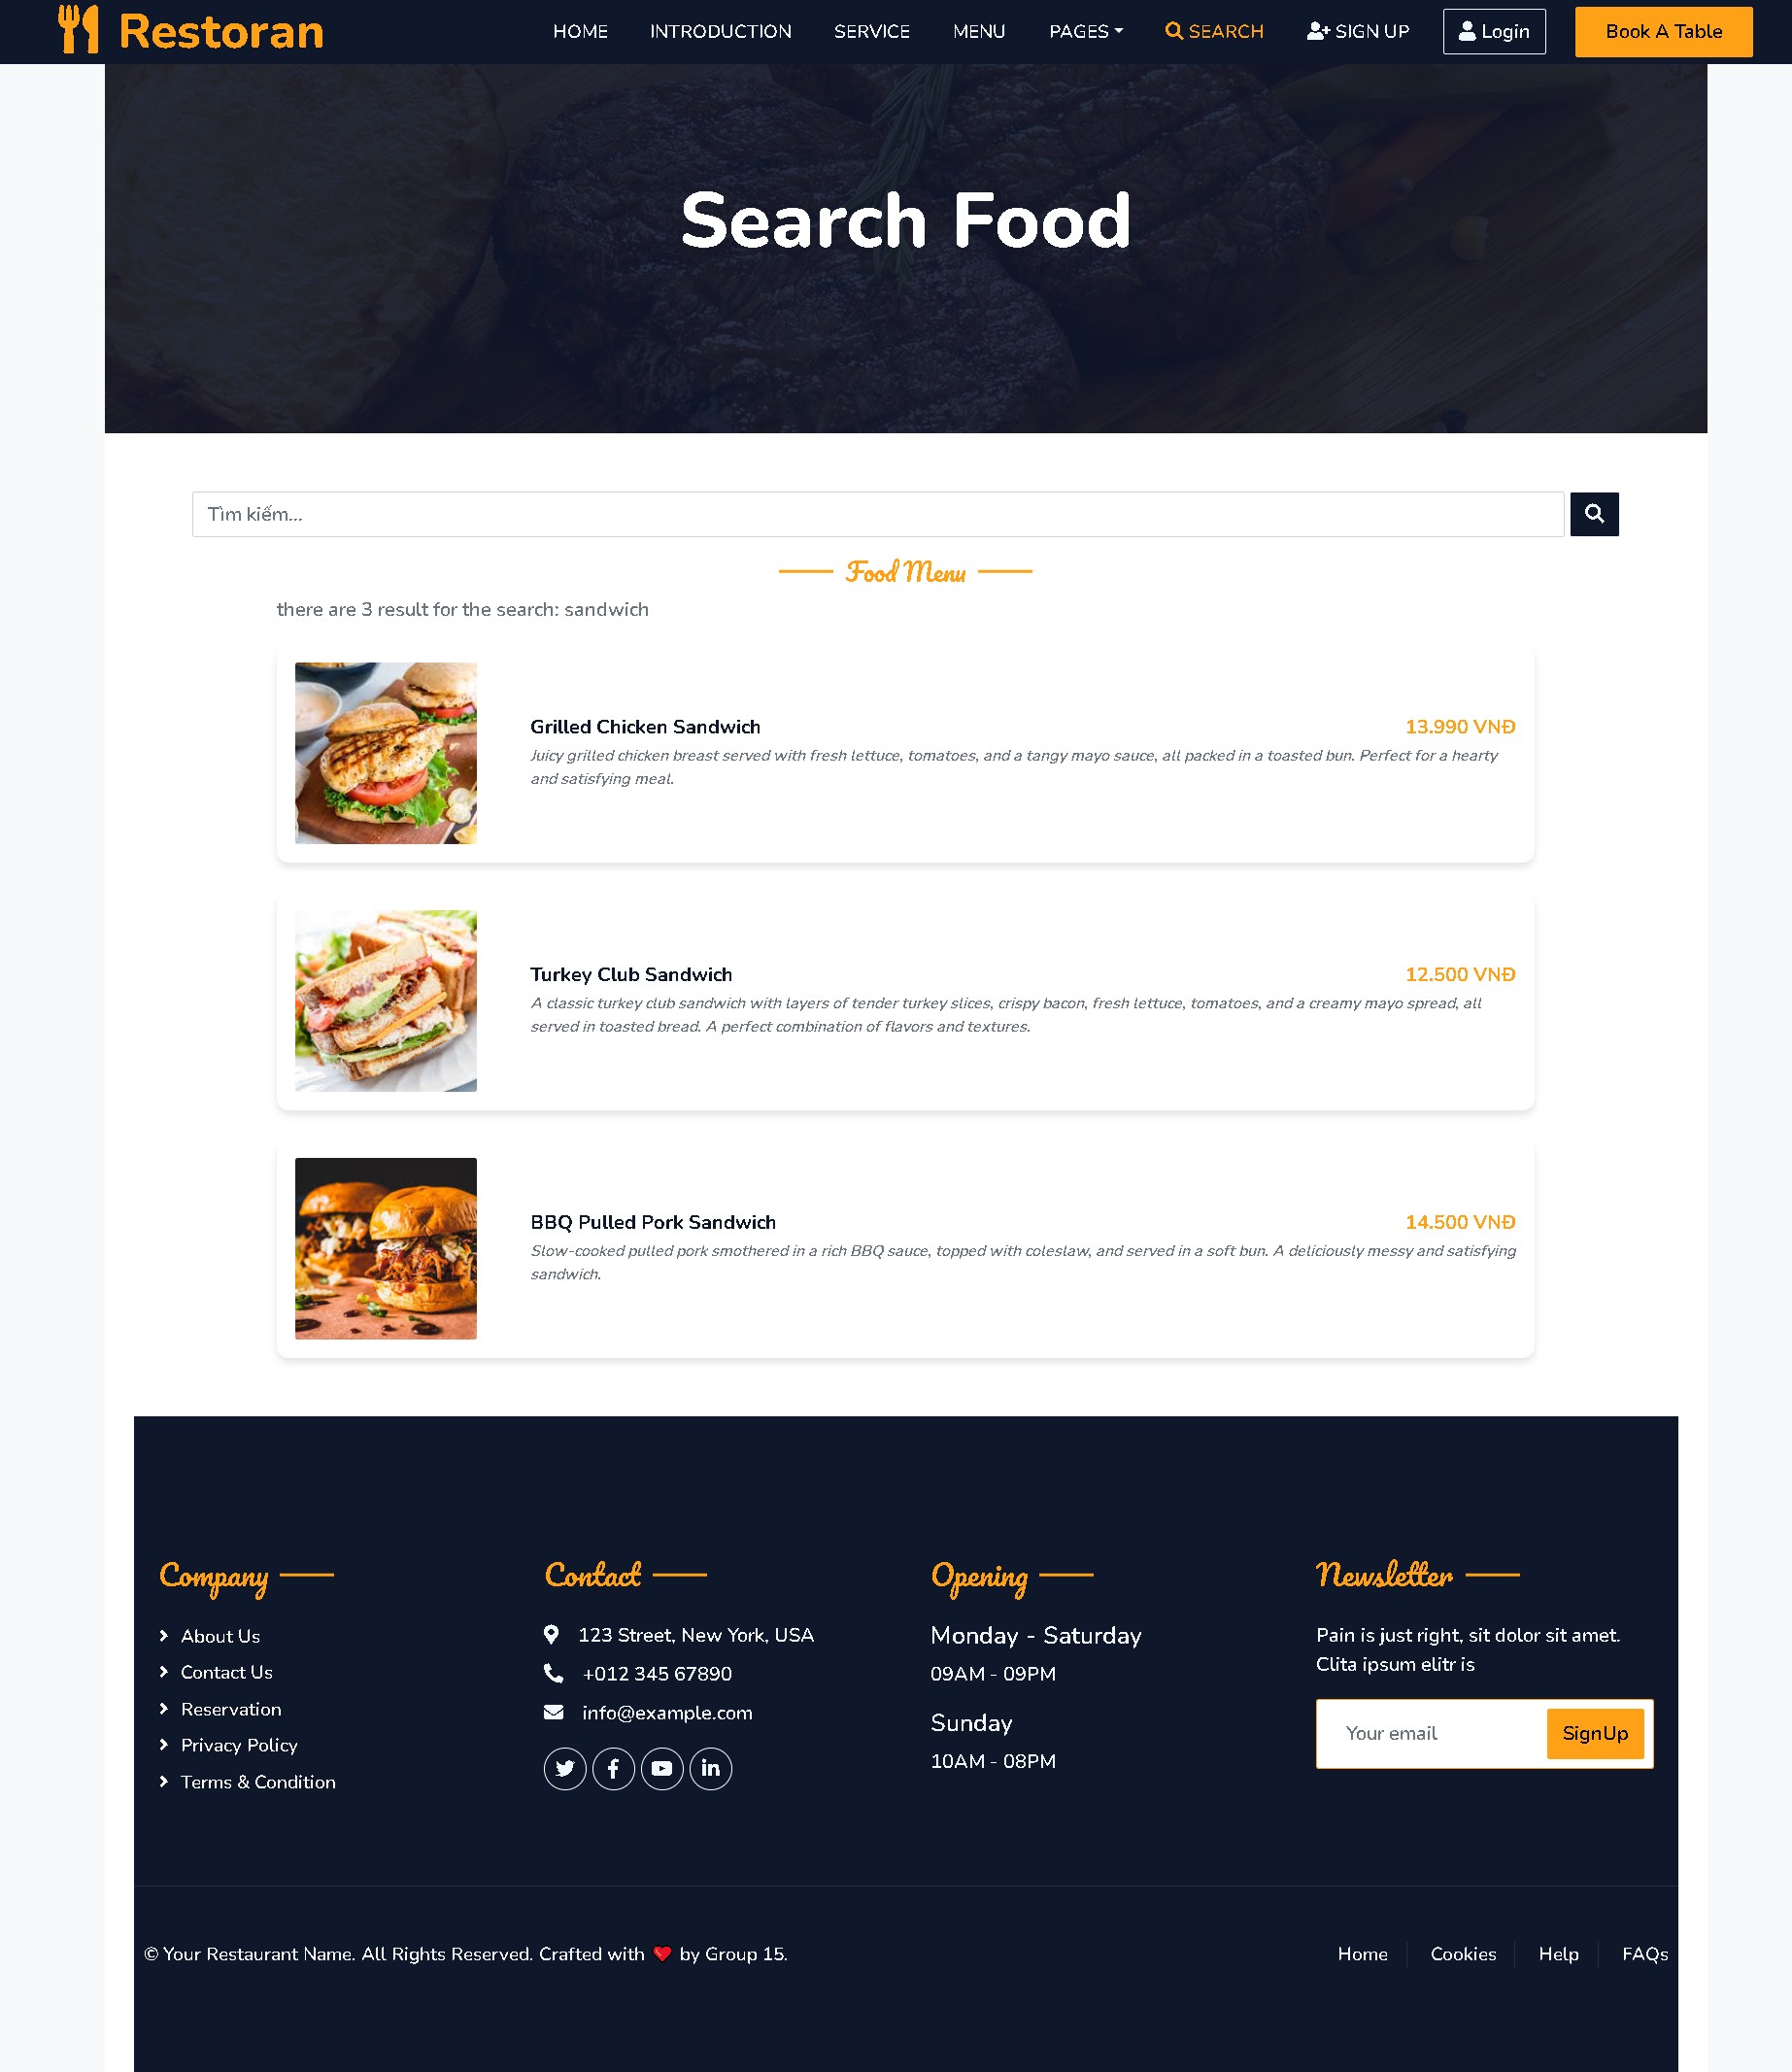 Restoran
HOME INTRODUCTION SERVICE MENU PAGES SEARCH SIGN UP Login Book A Table
Search Food
Tìm kiếm...
Food Menu
there are 3 result for the search: sandwich
Grilled Chicken Sandwich 13.990 VNĐ
Juicy grilled chicken breast served with fresh lettuce, tomatoes, and a tangy mayo sauce, all packed in a toasted bun. Perfect for a hearty
and satisfying meal.
Turkey Club Sandwich 12.500 VNĐ
A classic turkey club sandwich with layers of tender turkey slices, crispy bacon, fresh lettuce, tomatoes, and a creamy mayo spread, all
served in toasted bread. A perfect combination of flavors and textures.
BBQ Pulled Pork Sandwich 14.500 VNĐ
Slow-cooked pulled pork smothered in a rich BBQ sauce, topped with coleslaw, and served in a soft bun. A deliciously messy and satisfying
sandwich.
Company
About Us
Contact Us
Reservation
Privacy Policy
Terms & Condition
Contact
123 Street, New York, USA
+012 345 67890
info@example.com
Opening
Monday - Saturday
09AM - 09PM
Sunday
10AM - 08PM
Newsletter
Pain is just right, sit dolor sit amet.
Clita ipsum elitr is
Your email SignUp
© Your Restaurant Name. All Rights Reserved. Crafted with ❤️ by Group 15.
Home Cookies Help FAQs